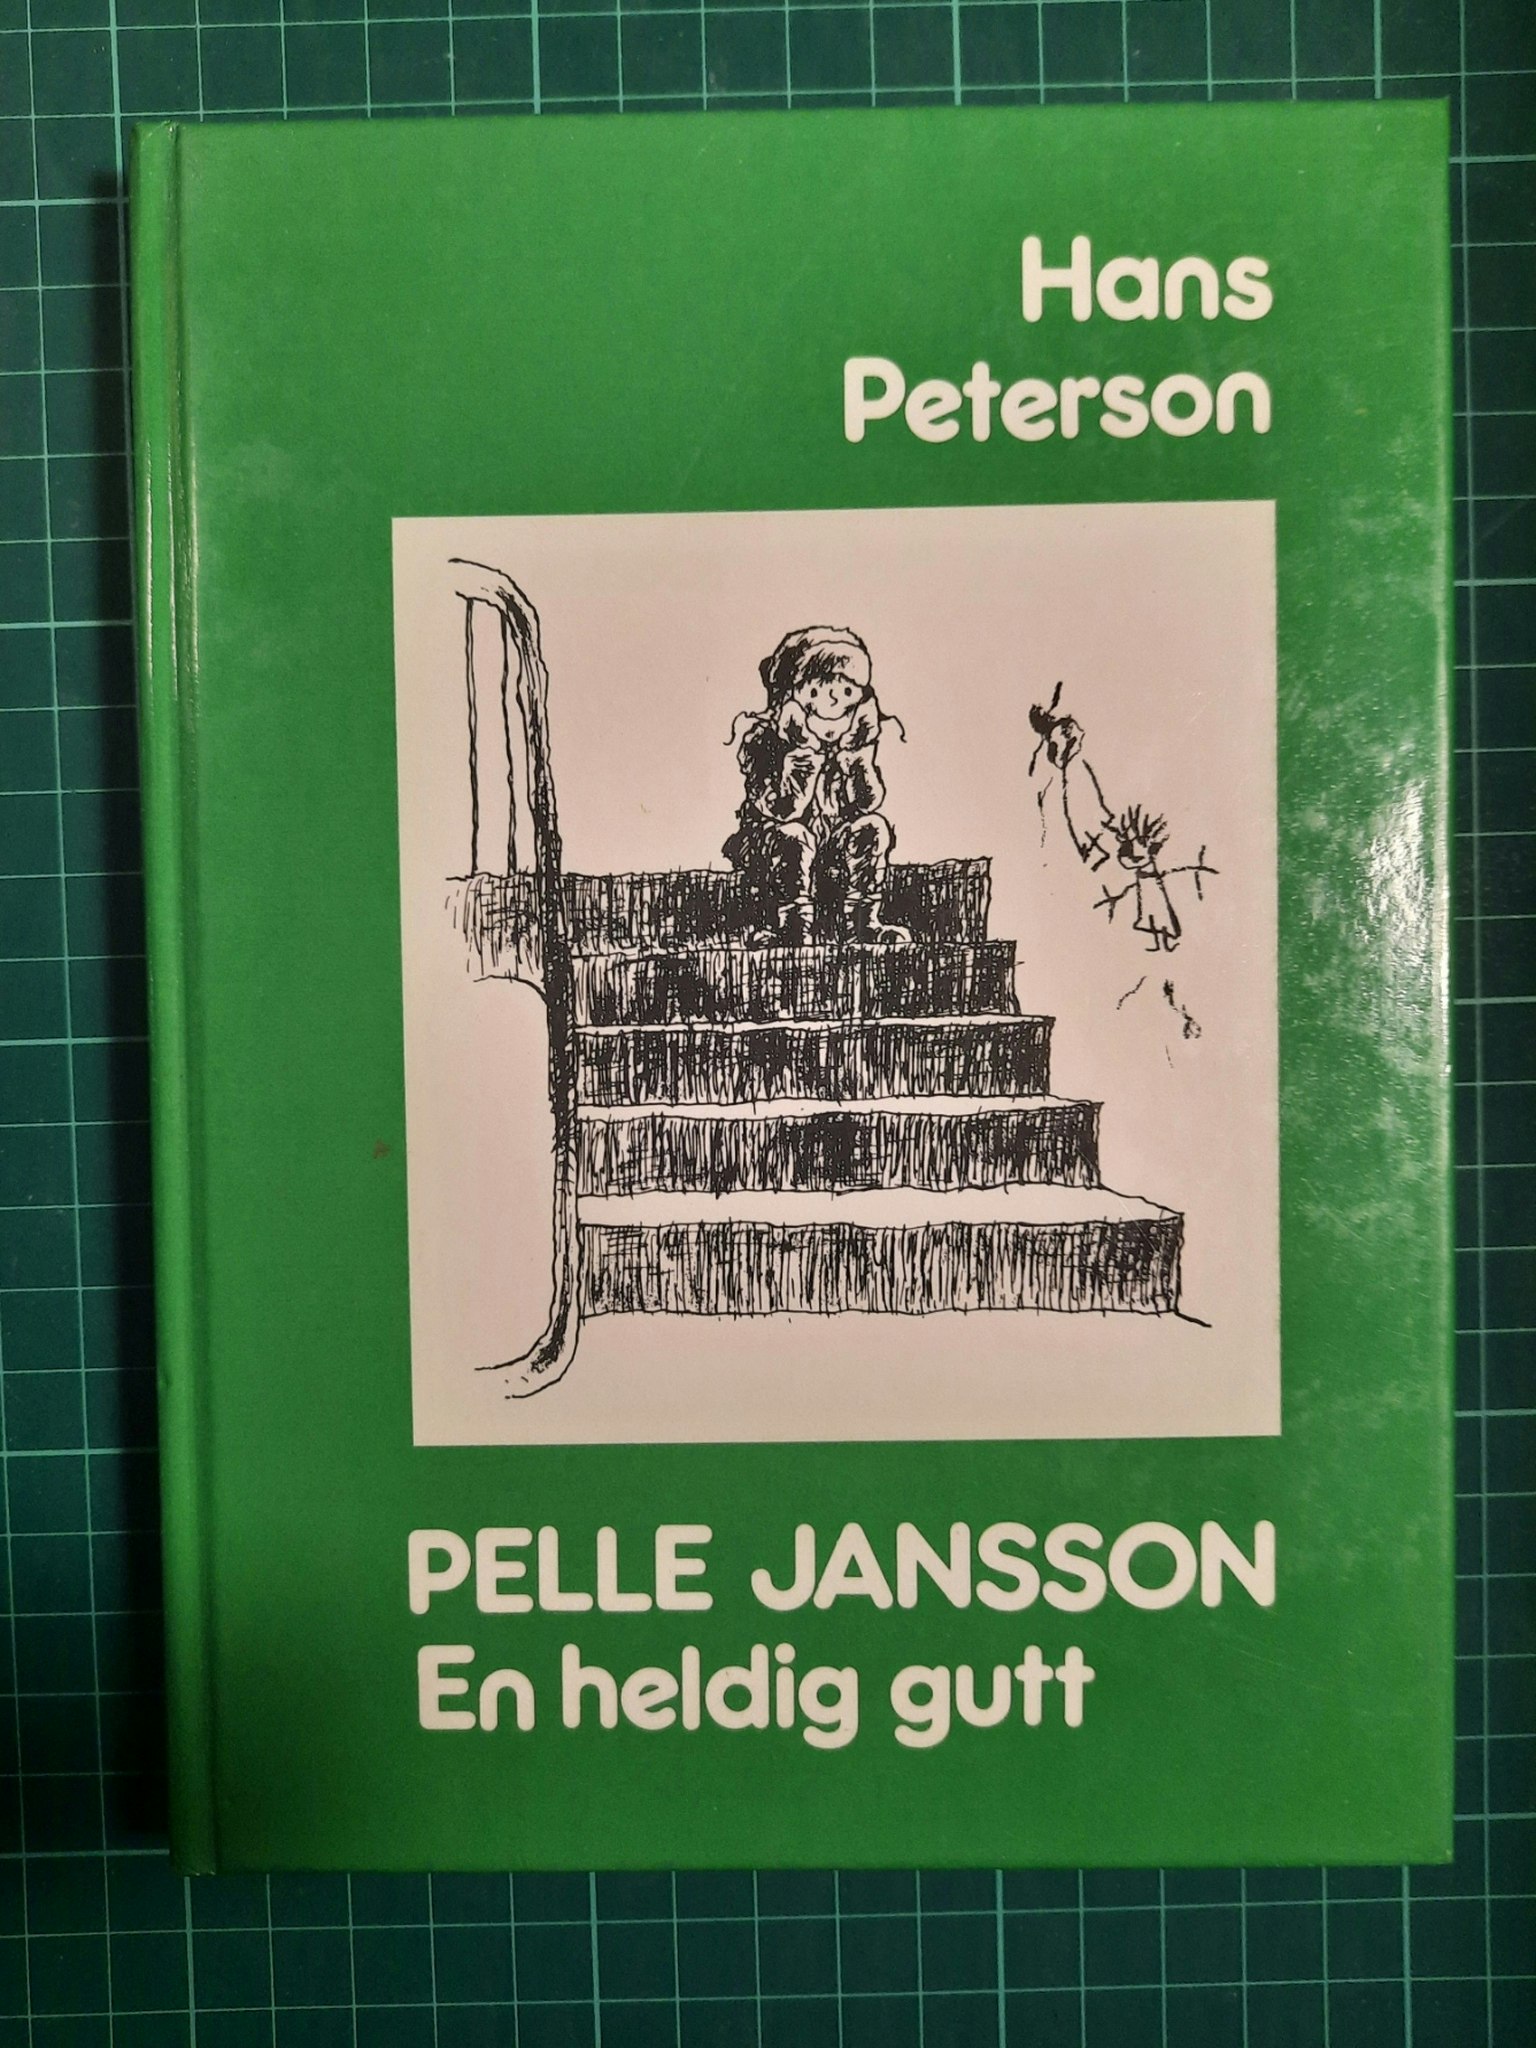 Hans
Peterson
PELLE JANSSON
En heldig gutt